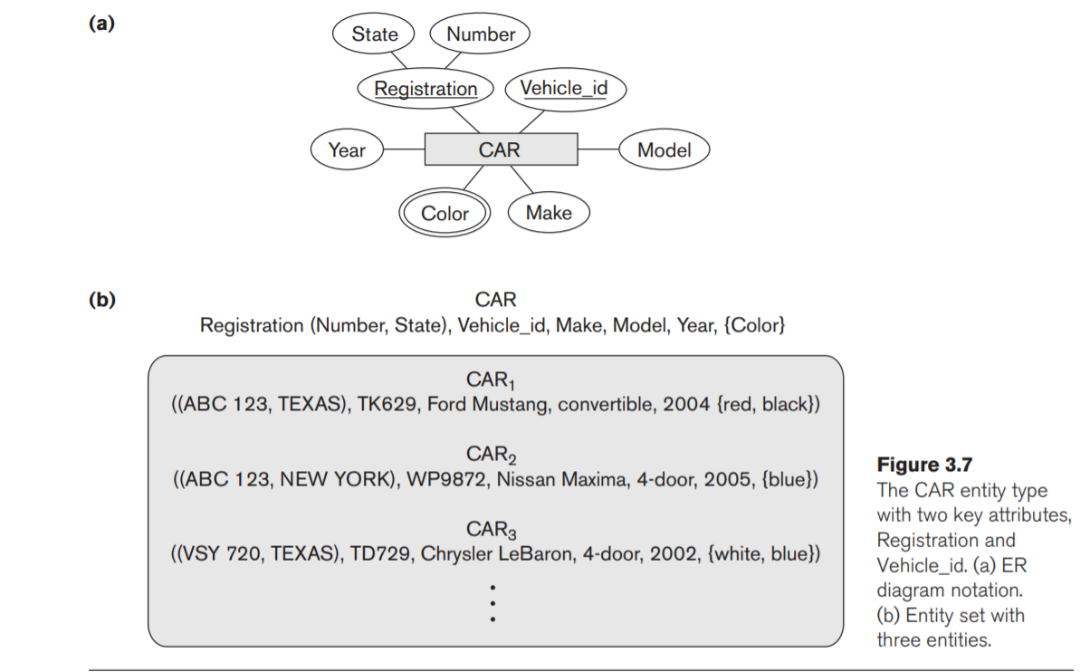 (a)
State
Number
Registration
Vehicle_id
Year
CAR
Model
Color
Make
(b)
CAR
Registration (Number, State), Vehicle_id, Make, Model, Year, {Color}
CAR₁
((ABC 123, TEXAS), TK629, Ford Mustang, convertible, 2004 {red, black})
CAR₂
((ABC 123, NEW YORK), WP9872, Nissan Maxima, 4-door, 2005, {blue})
CAR₃
((VSY 720, TEXAS), TD729, Chrysler LeBaron, 4-door, 2002, {white, blue})
Figure 3.7
The CAR entity type
with two key attributes,
Registration and
Vehicle_id. (a) ER
diagram notation.
(b) Entity set with
three entities.